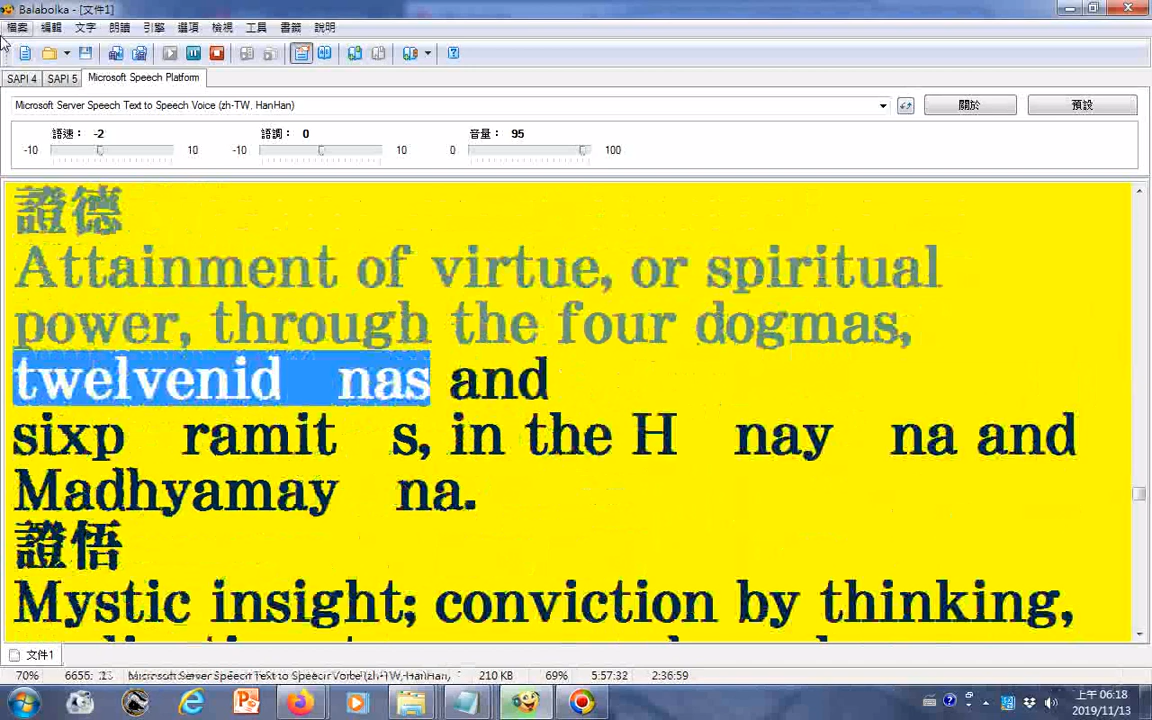 Balabolka - [文件1]
檔案 編輯 文字 朗讀 引擎 選項 檢視 工具 書籤 說明
SAPI 4 SAPI 5 Microsoft Speech Platform
Microsoft Server Speech Text to Speech Voice (zh-TW, HanHan) 關於 預設
語速： -2 語調： 0 音量： 95
-10 10 -10 10 0 100
證德
Attainment of virtue, or spiritual
power, through the four dogmas,
twelvenid nas and
sixp ramit s, in the H nay na and
Madhyamay na.
證悟
Mystic insight; conviction by thinking,
文件1
70% 210 KB 69% 5:57:32 2:36:59
上午 06:18
2019/11/13